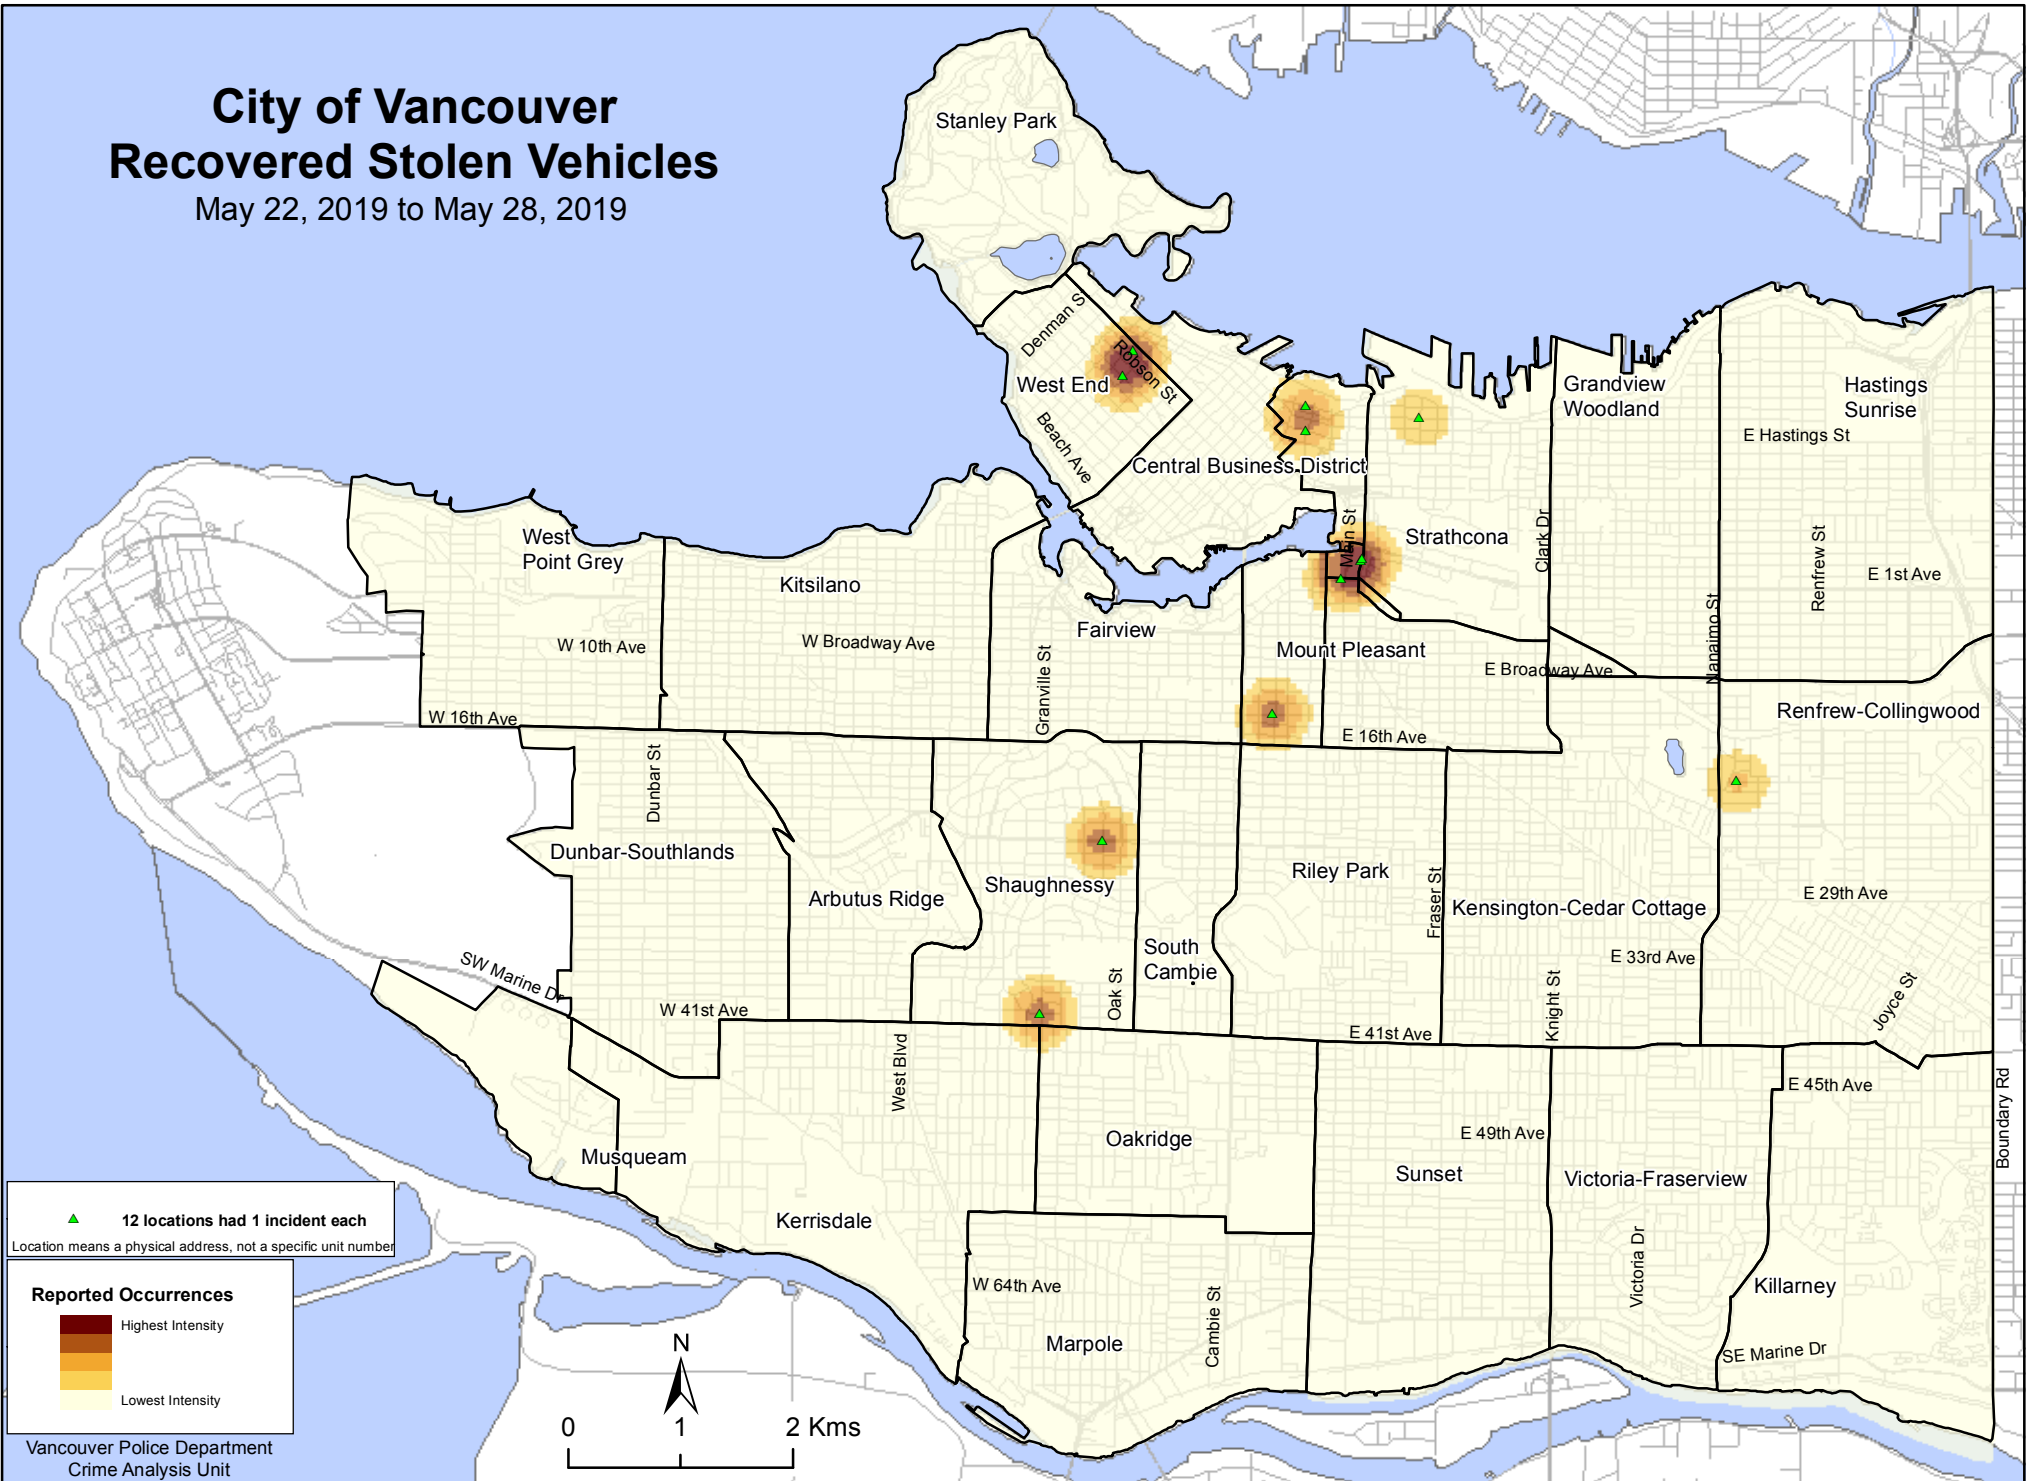 City of Vancouver
Recovered Stolen Vehicles
May 22, 2019 to May 28, 2019
Stanley Park
Denman S
Robson St
West End
Beach Ave
Central Business District
Grandview
Woodland
Hastings
Sunrise
E Hastings St
West
Point Grey
Kitsilano
Main St
Strathcona
Clark Dr
Renfrew St
E 1st Ave
Nanaimo St
W 10th Ave
W Broadway Ave
Fairview
Granville St
Mount Pleasant
E Broadway Ave
W 16th Ave
E 16th Ave
Renfrew-Collingwood
Dunbar St
Dunbar-Southlands
Arbutus Ridge
Shaughnessy
Riley Park
Fraser St
Kensington-Cedar Cottage
E 29th Ave
South
Cambie
E 33rd Ave
SW Marine Dr
W 41st Ave
Oak St
Knight St
Joyce St
E 41st Ave
West Blvd
E 45th Ave
Boundary Rd
Oakridge
E 49th Ave
Musqueam
Sunset
Victoria-Fraserview
Kerrisdale
Victoria Dr
W 64th Ave
Killarney
Marpole
Cambie St
SE Marine Dr
12 locations had 1 incident each
Location means a physical address, not a specific unit number
Reported Occurrences
Highest Intensity
Lowest Intensity
N
0 1 2 Kms
Vancouver Police Department
Crime Analysis Unit